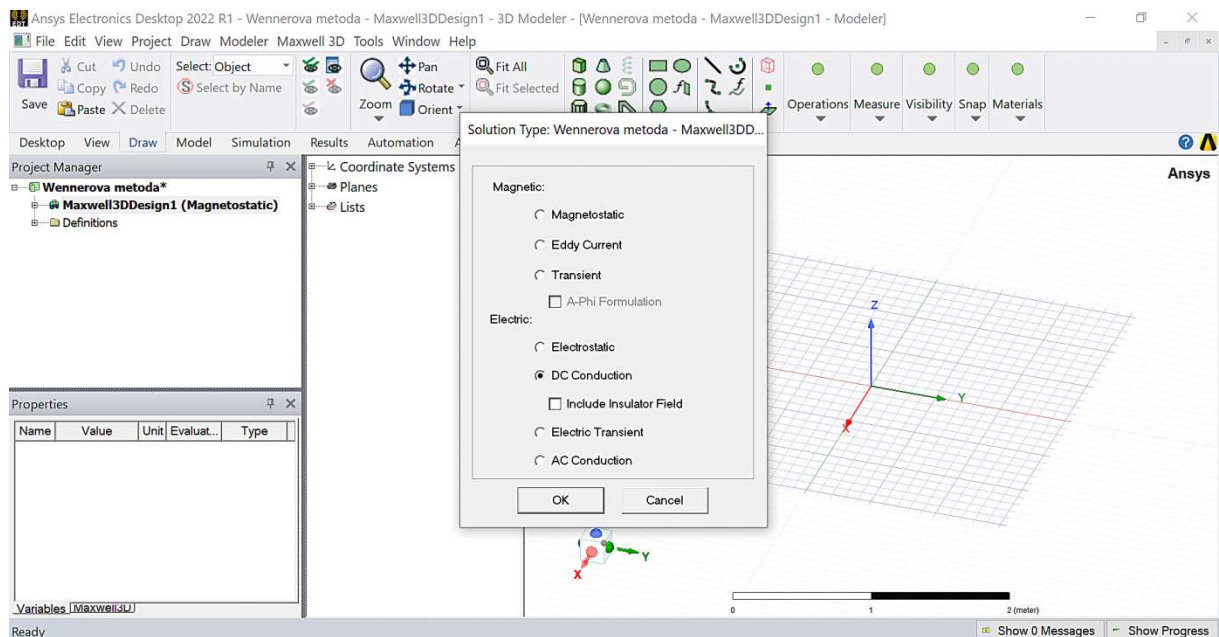 Ansys Electronics Desktop 2022 R1 - Wennerova metoda - Maxwell3DDesign1 - 3D Modeler - [Wennerova metoda - Maxwell3DDesign1 - Modeler]
File Edit View Project Draw Modeler Maxwell 3D Tools Window Help
Save
Cut Undo
Copy Redo
Paste Delete
Select: Object
Select by Name
Zoom
Pan
Rotate
Orient
Fit All
Fit Selected
Operations Measure Visibility Snap Materials
Desktop View Draw Model Simulation Results Automation
Project Manager
Wennerova metoda*
Maxwell3DDesign1 (Magnetostatic)
Definitions
Coordinate Systems
Planes
Lists
Properties
Name Value Unit Evaluat... Type
Variables Maxwell3D
Solution Type: Wennerova metoda - Maxwell3DD...
Magnetic:
Magnetostatic
Eddy Current
Transient
A-Phi Formulation
Electric:
Electrostatic
DC Conduction
Include Insulator Field
Electric Transient
AC Conduction
OK Cancel
Ansys
Z
Y
X
Y
X
0 1 2 (meter)
Ready
Show 0 Messages Show Progress